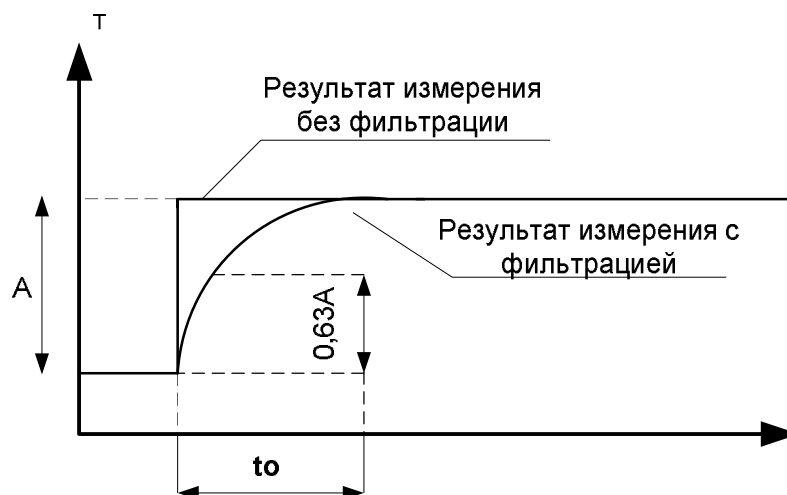 T
Результат измерения
без фильтрации
Результат измерения с
фильтрацией
A
0,63A
to